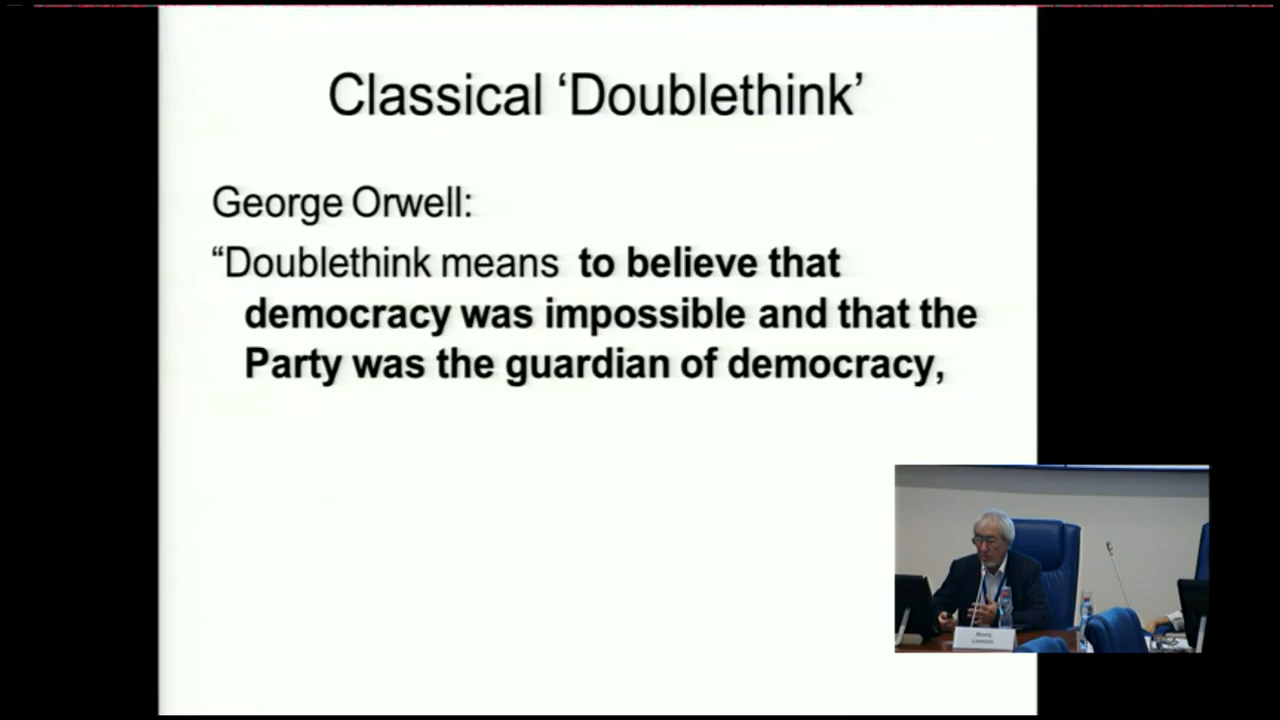 Classical ‘Doublethink’
George Orwell:
“Doublethink means to believe that
democracy was impossible and that the
Party was the guardian of democracy,